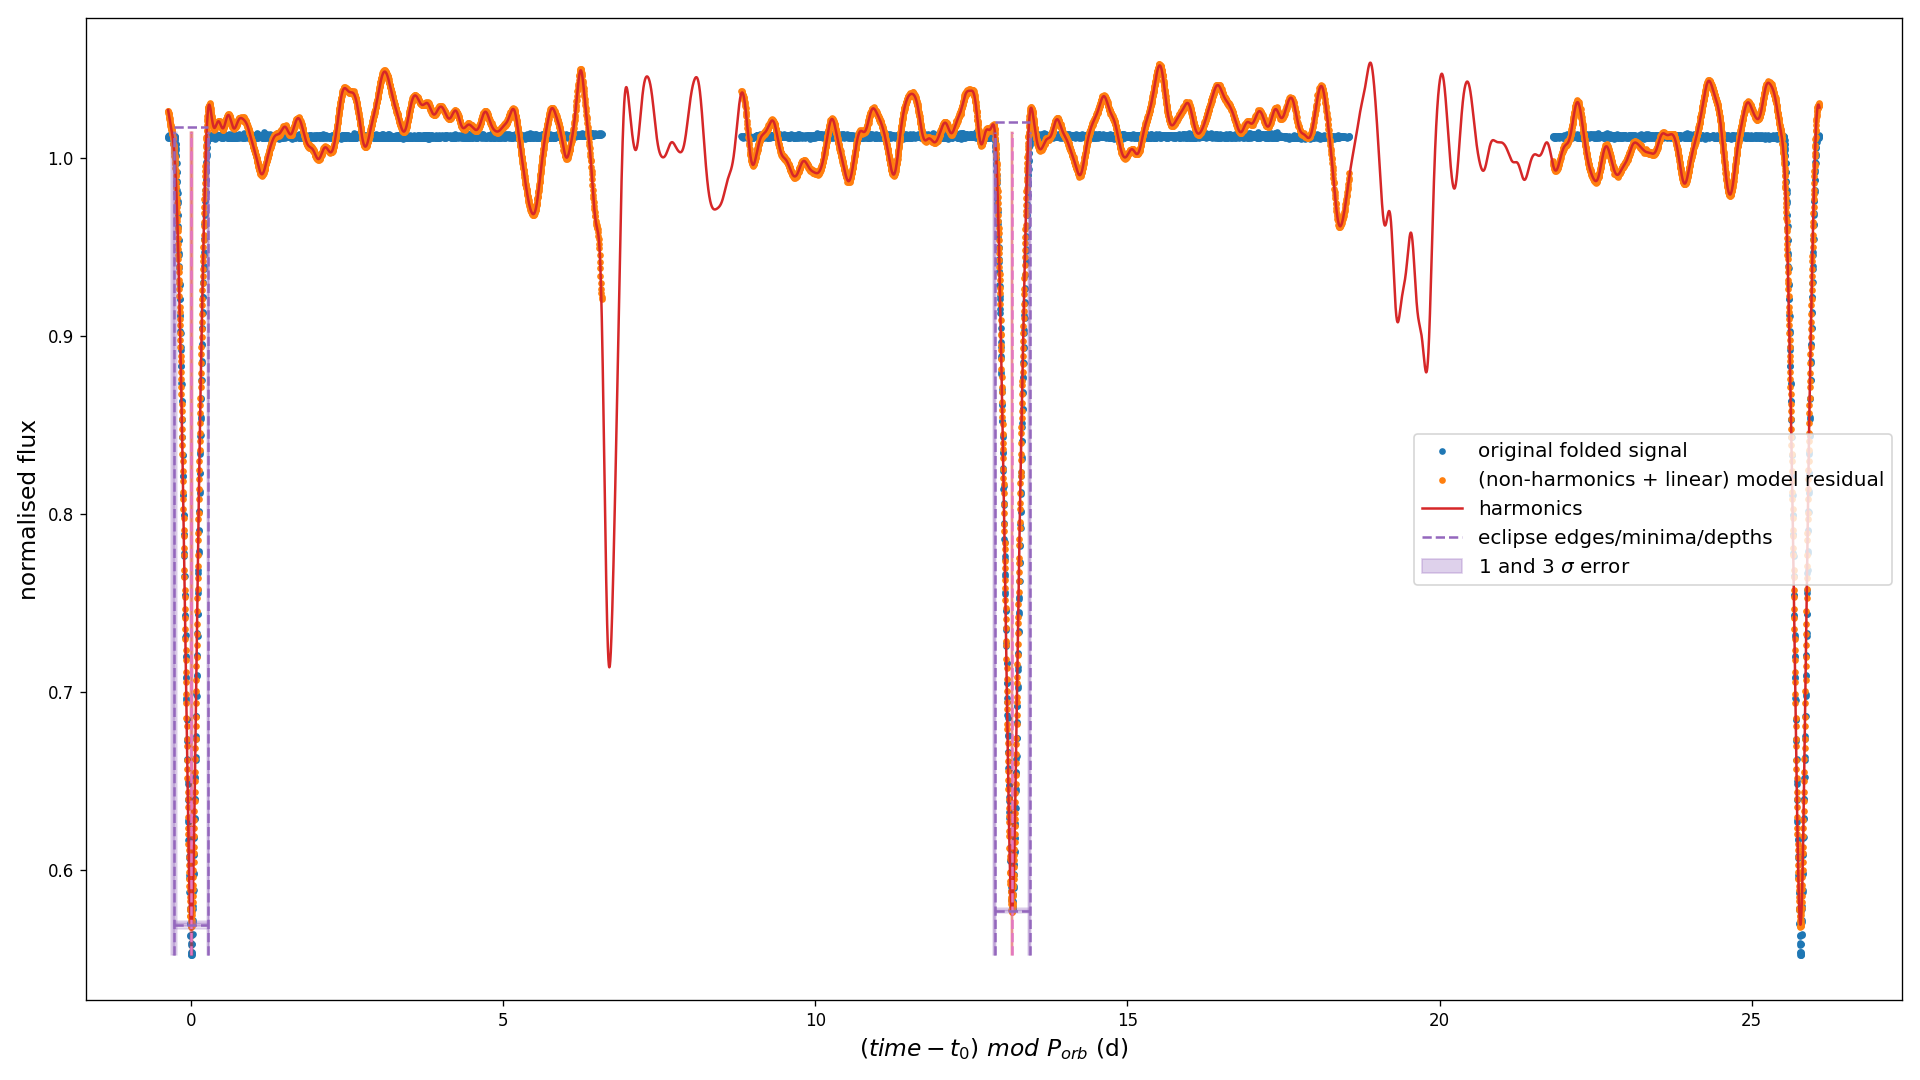 1.0
0.9
0.8
0.7
0.6
normalised flux
original folded signal
(non-harmonics + linear) model residual
harmonics
eclipse edges/minima/depths
1 and 3 σ error
0 5 10 15 20 25
(time − t₀) mod Pₒᵣᵦ (d)